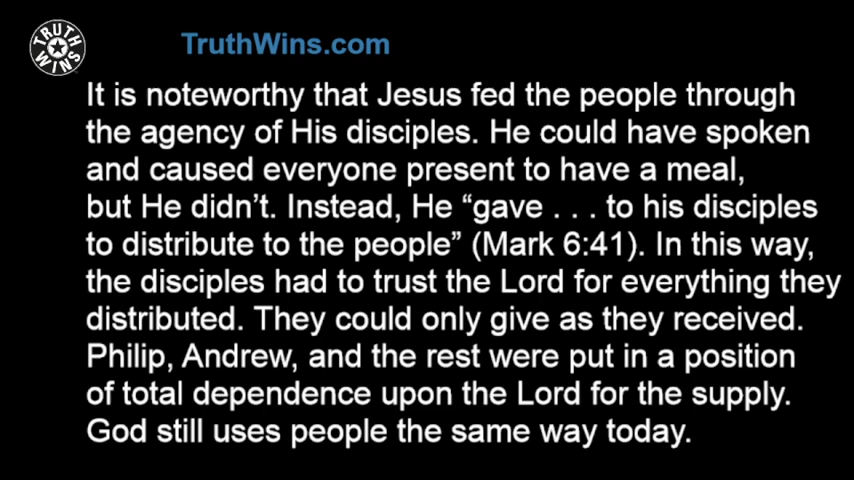 TRUTH
WINS
TruthWins.com
It is noteworthy that Jesus fed the people through
the agency of His disciples. He could have spoken
and caused everyone present to have a meal,
but He didn’t. Instead, He “gave . . . to his disciples
to distribute to the people” (Mark 6:41). In this way,
the disciples had to trust the Lord for everything they
distributed. They could only give as they received.
Philip, Andrew, and the rest were put in a position
of total dependence upon the Lord for the supply.
God still uses people the same way today.